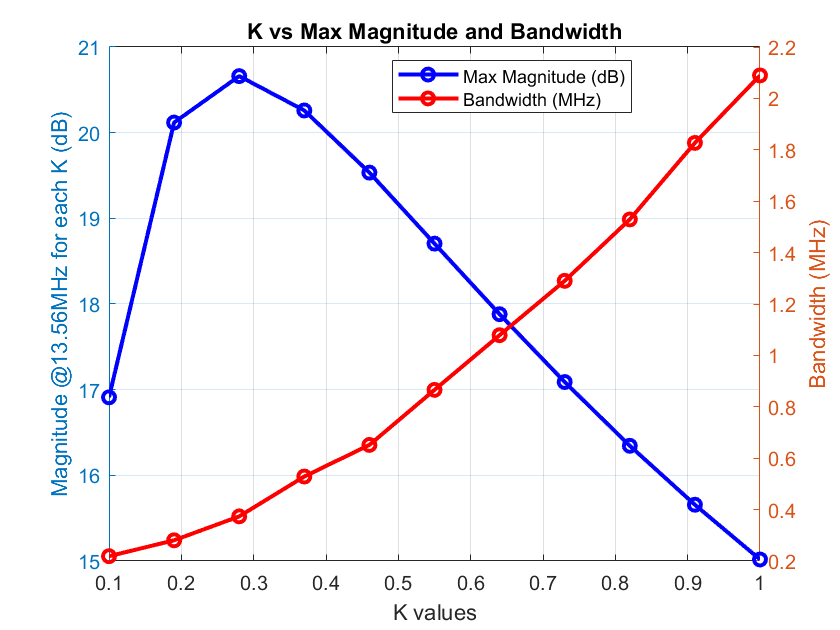 K vs Max Magnitude and Bandwidth
Max Magnitude (dB)
Bandwidth (MHz)
Magnitude @13.56MHz for each K (dB)
21
20
19
18
17
16
15
2.2
2
1.8
1.6
1.4
1.2
1
0.8
0.6
0.4
0.2
Bandwidth (MHz)
0.1 0.2 0.3 0.4 0.5 0.6 0.7 0.8 0.9 1
K values